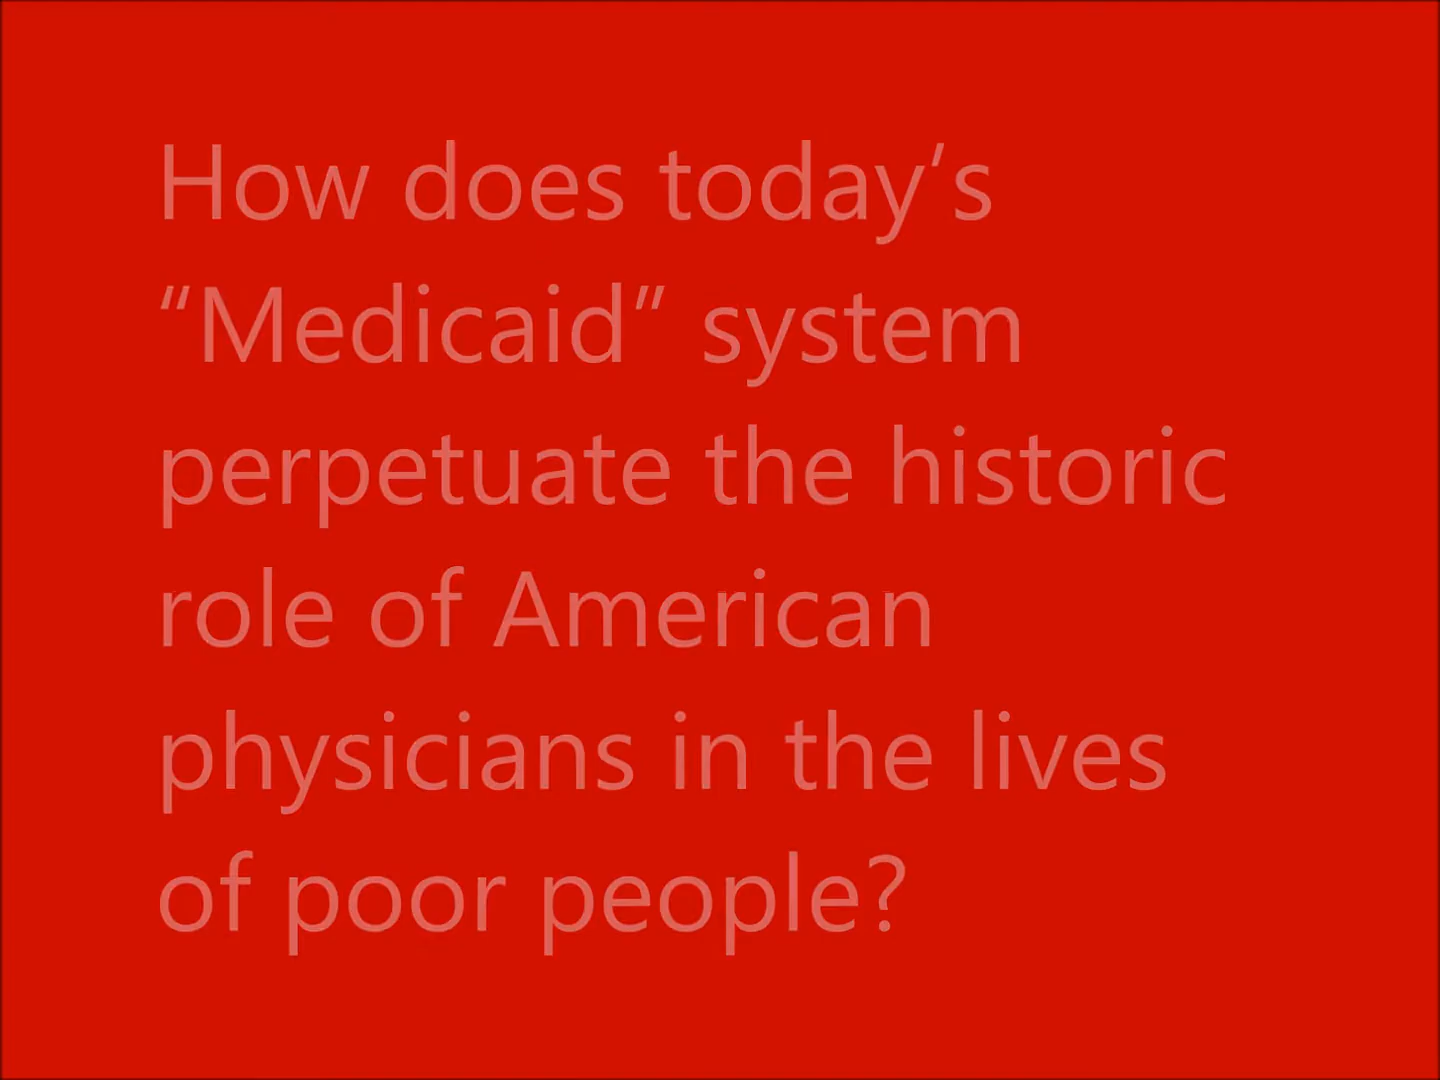 How does today’s
“Medicaid” system
perpetuate the historic
role of American
physicians in the lives
of poor people?